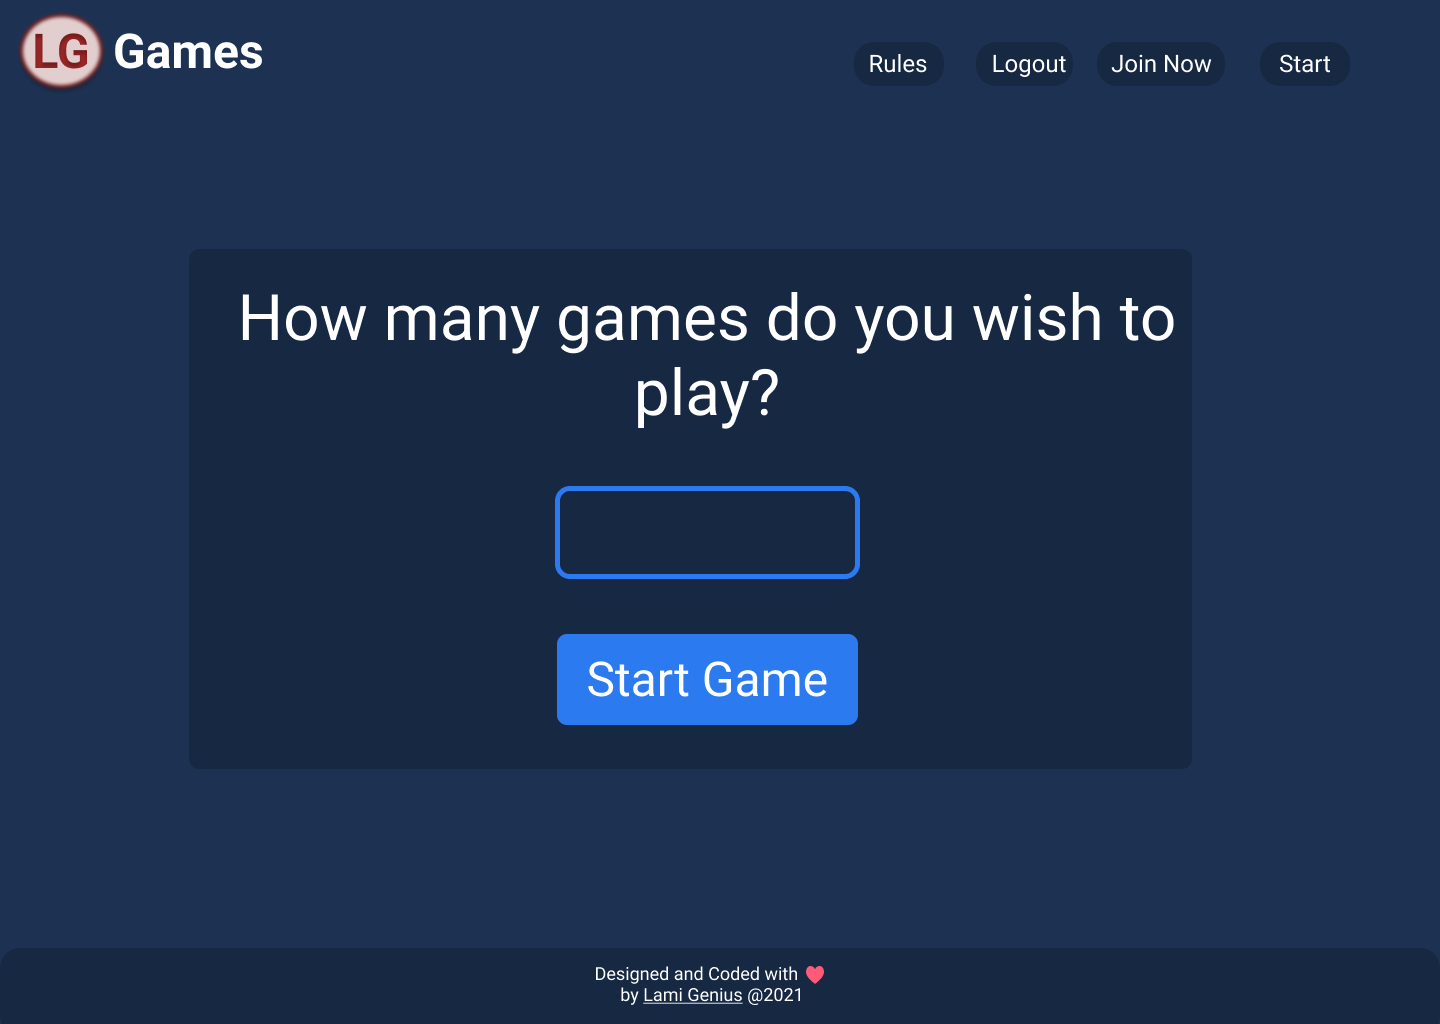 LG Games
Rules Logout Join Now Start
How many games do you wish to
play?
Start Game
Designed and Coded with
by Lami Genius @2021